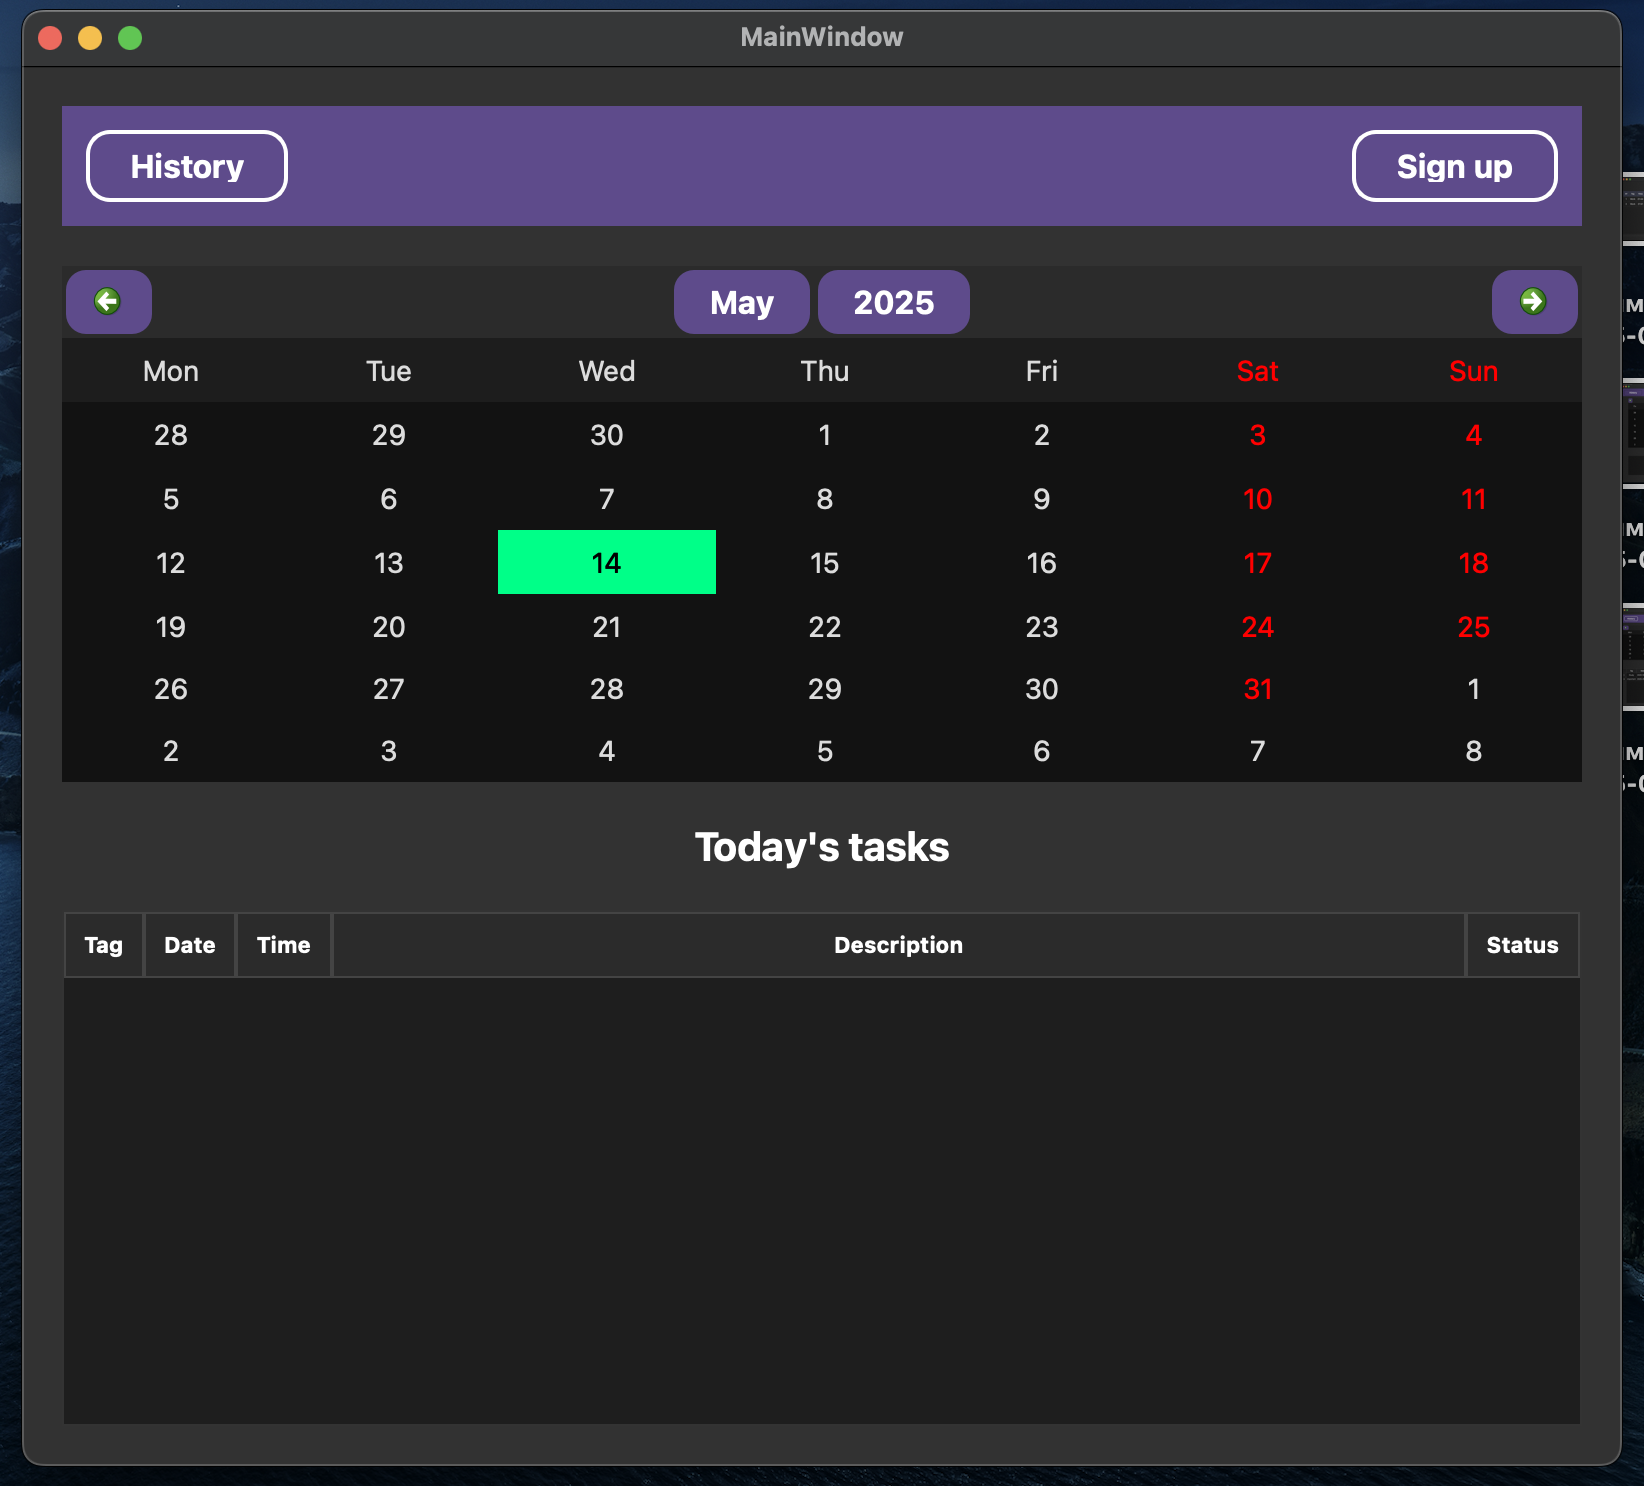 MainWindow
History Sign up
May 2025
Mon Tue Wed Thu Fri Sat Sun
28 29 30 1 2 3 4
5 6 7 8 9 10 11
12 13 14 15 16 17 18
19 20 21 22 23 24 25
26 27 28 29 30 31 1
2 3 4 5 6 7 8
Today's tasks
Tag Date Time Description Status